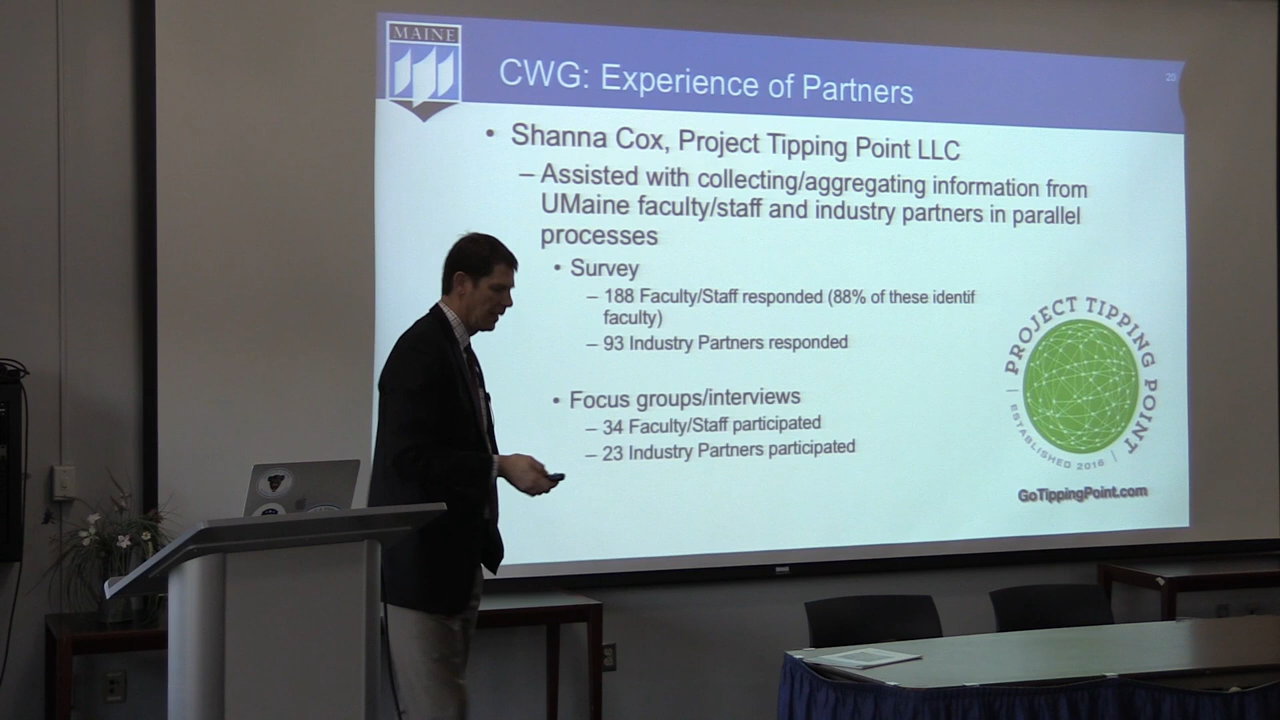 MAINE
CWG: Experience of Partners
20
• Shanna Cox, Project Tipping Point LLC
– Assisted with collecting/aggregating information from
UMaine faculty/staff and industry partners in parallel
processes
• Survey
– 188 Faculty/Staff responded (88% of these identif
faculty)
– 93 Industry Partners responded
• Focus groups/interviews
– 34 Faculty/Staff participated
– 23 Industry Partners participated
PROJECT TIPPING POINT
ESTABLISHED 2016
GoTippingPoint.com